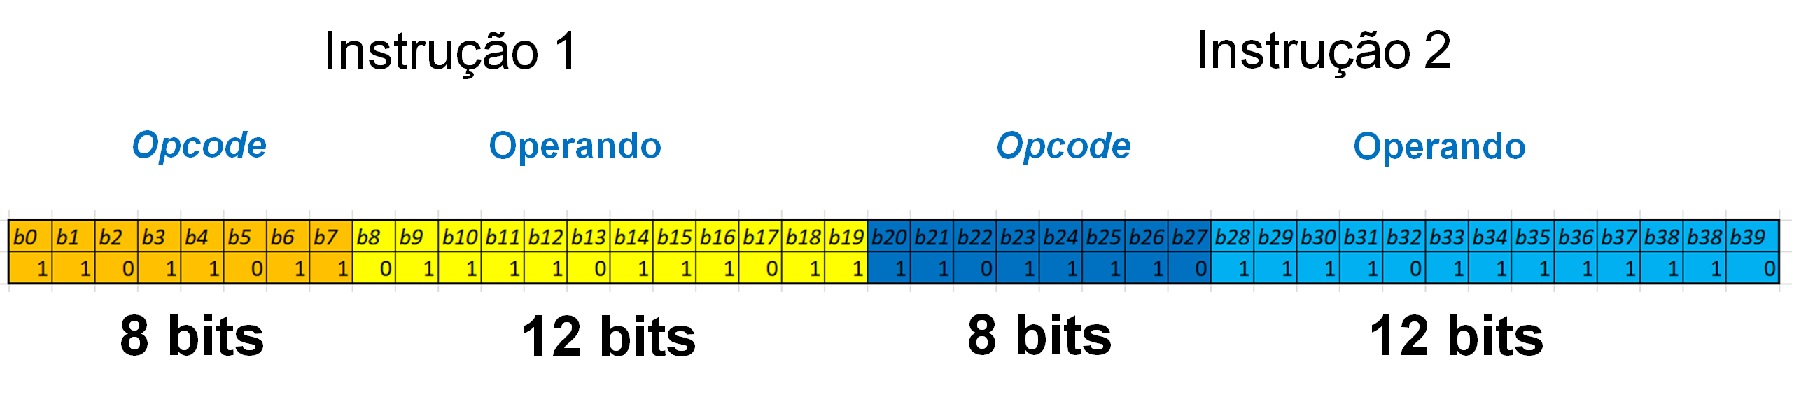 Instrução 1 Instrução 2
Opcode Operando Opcode Operando
b0 b1 b2 b3 b4 b5 b6 b7 b8 b9 b10 b11 b12 b13 b14 b15 b16 b17 b18 b19 b20 b21 b22 b23 b24 b25 b26 b27 b28 b29 b30 b31 b32 b33 b34 b35 b36 b37 b38 b38 b39
1 1 0 1 1 0 1 1 0 1 1 1 1 0 1 1 1 0 1 1 1 1 0 1 1 1 1 0 1 1 1 1 0 1 1 1 1 1 1 1 0
8 bits 12 bits 8 bits 12 bits